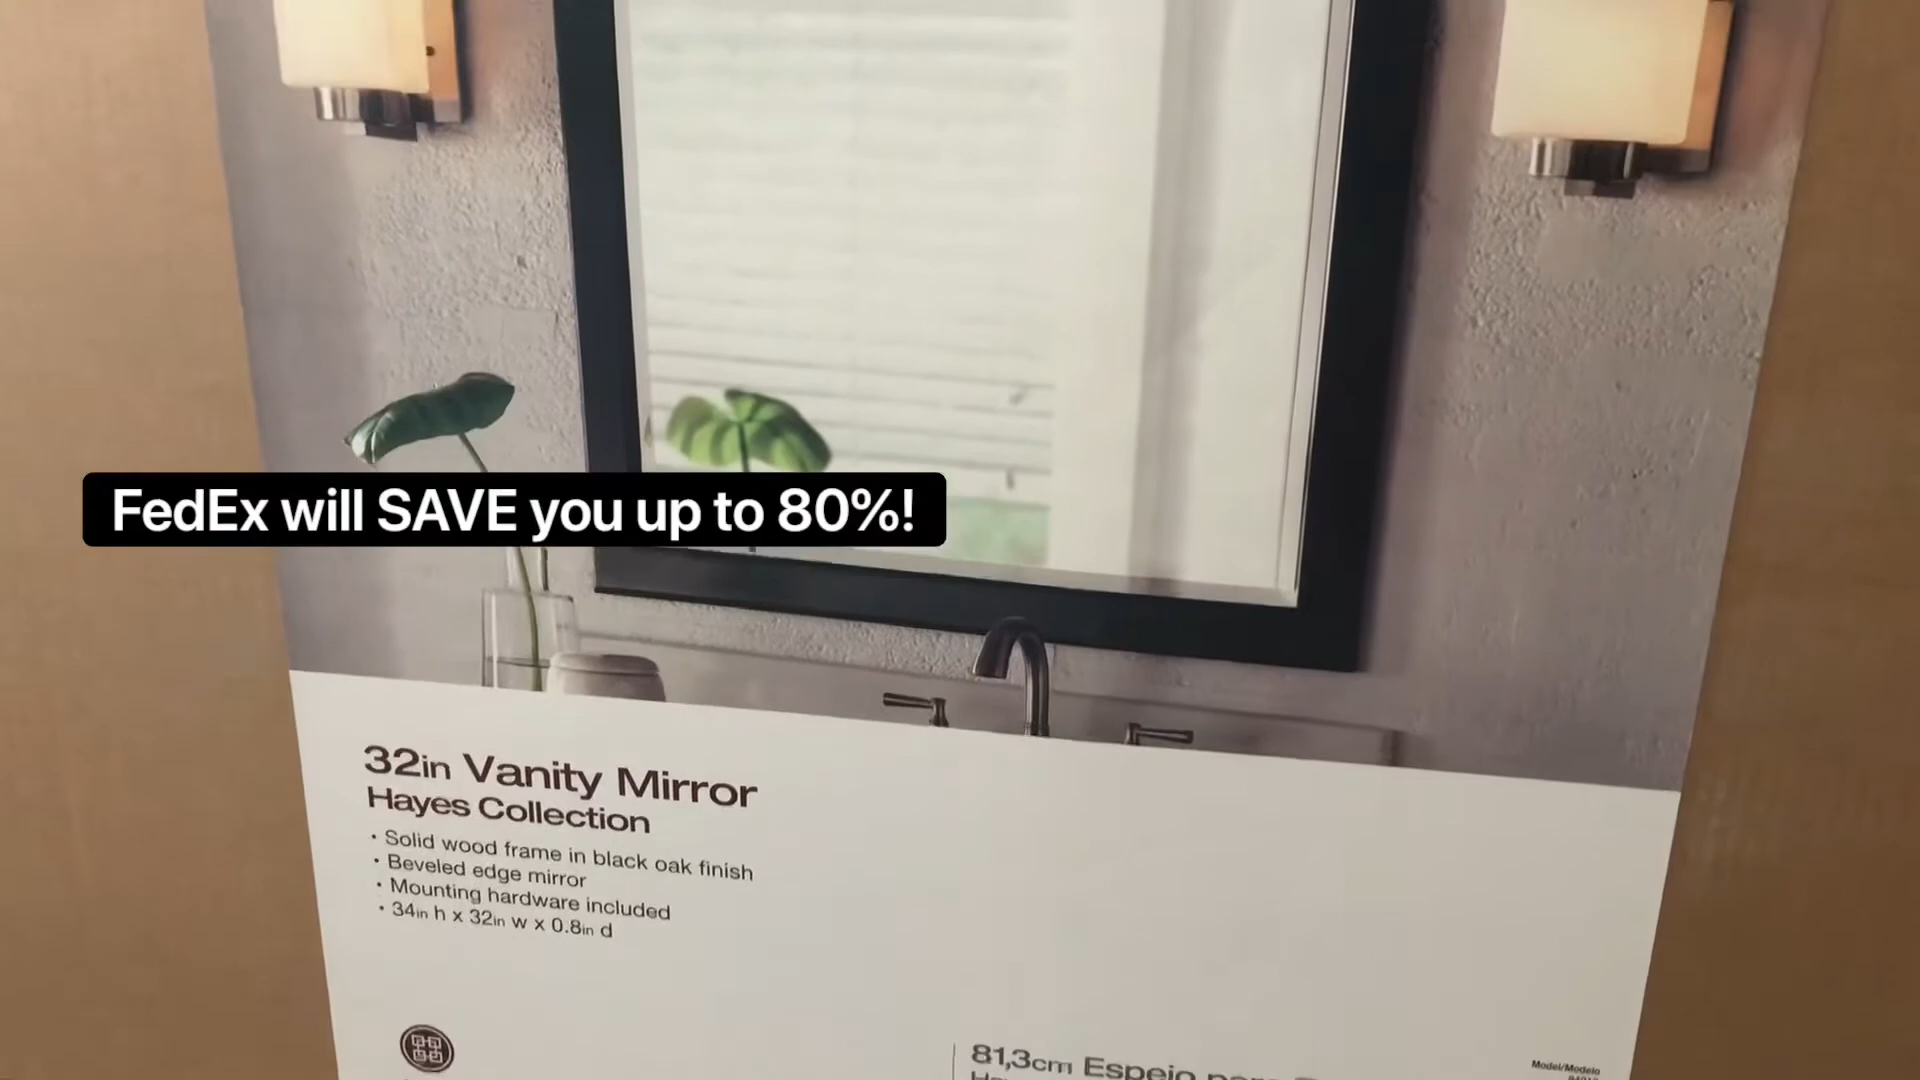 FedEx will SAVE you up to 80%!
32in Vanity Mirror
Hayes Collection
• Solid wood frame in black oak finish
• Beveled edge mirror
• Mounting hardware included
• 34in h x 32in w x 0.8in d
81,3cm Espejo para
Model/Modelo